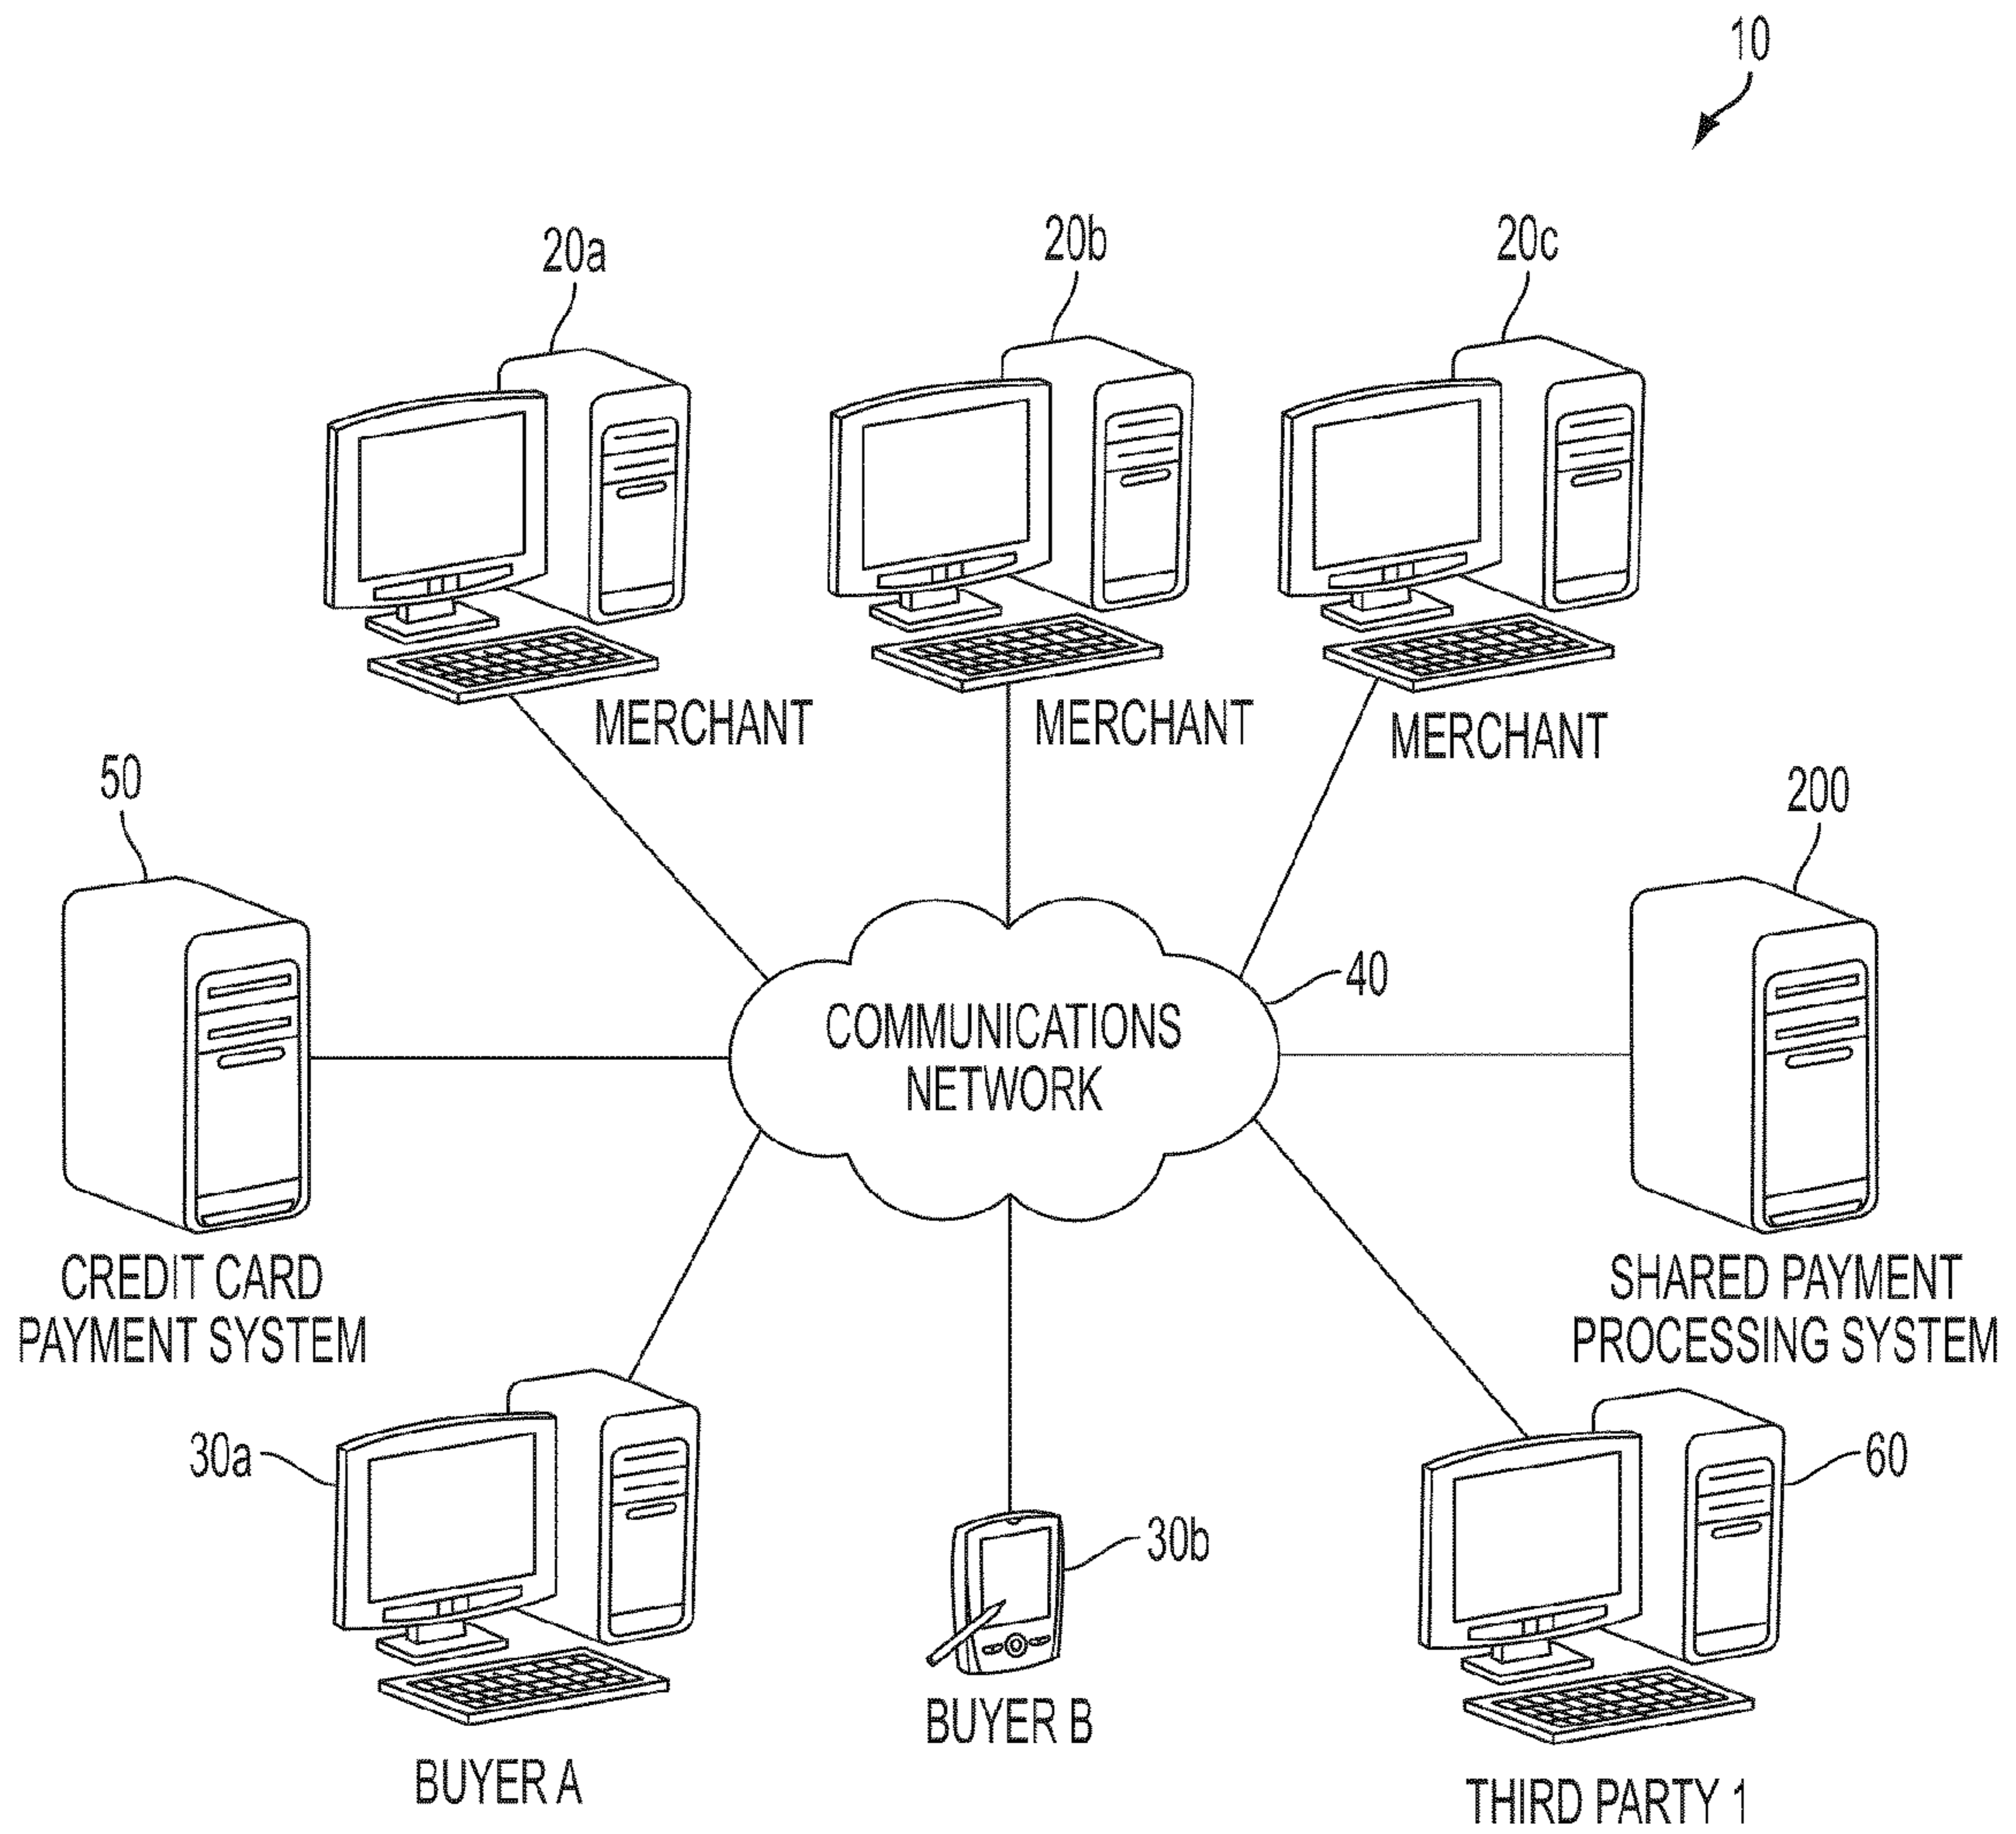 10
20a
20b
20c
MERCHANT
MERCHANT
MERCHANT
50
200
40
COMMUNICATIONS
NETWORK
CREDIT CARD
PAYMENT SYSTEM
SHARED PAYMENT
PROCESSING SYSTEM
30a
60
30b
BUYER B
BUYER A
THIRD PARTY 1